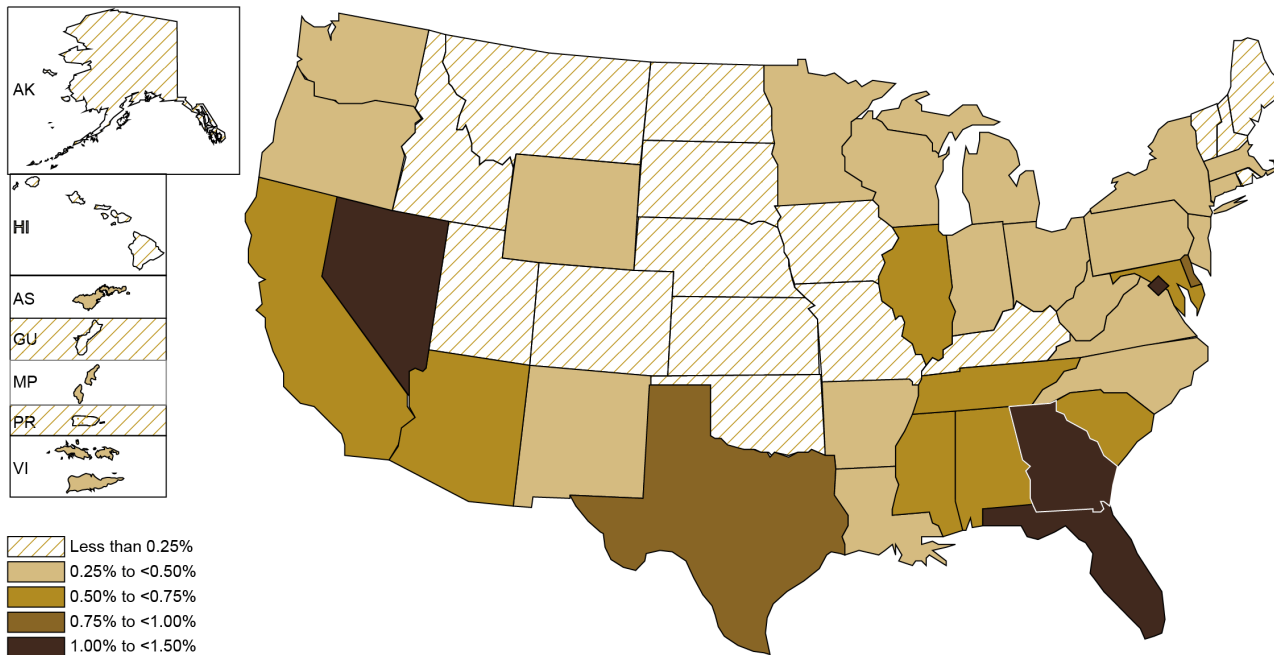 AK
HI
AS
GU
MP
PR
VI
Less than 0.25%
0.25% to <0.50%
0.50% to <0.75%
0.75% to <1.00%
1.00% to <1.50%